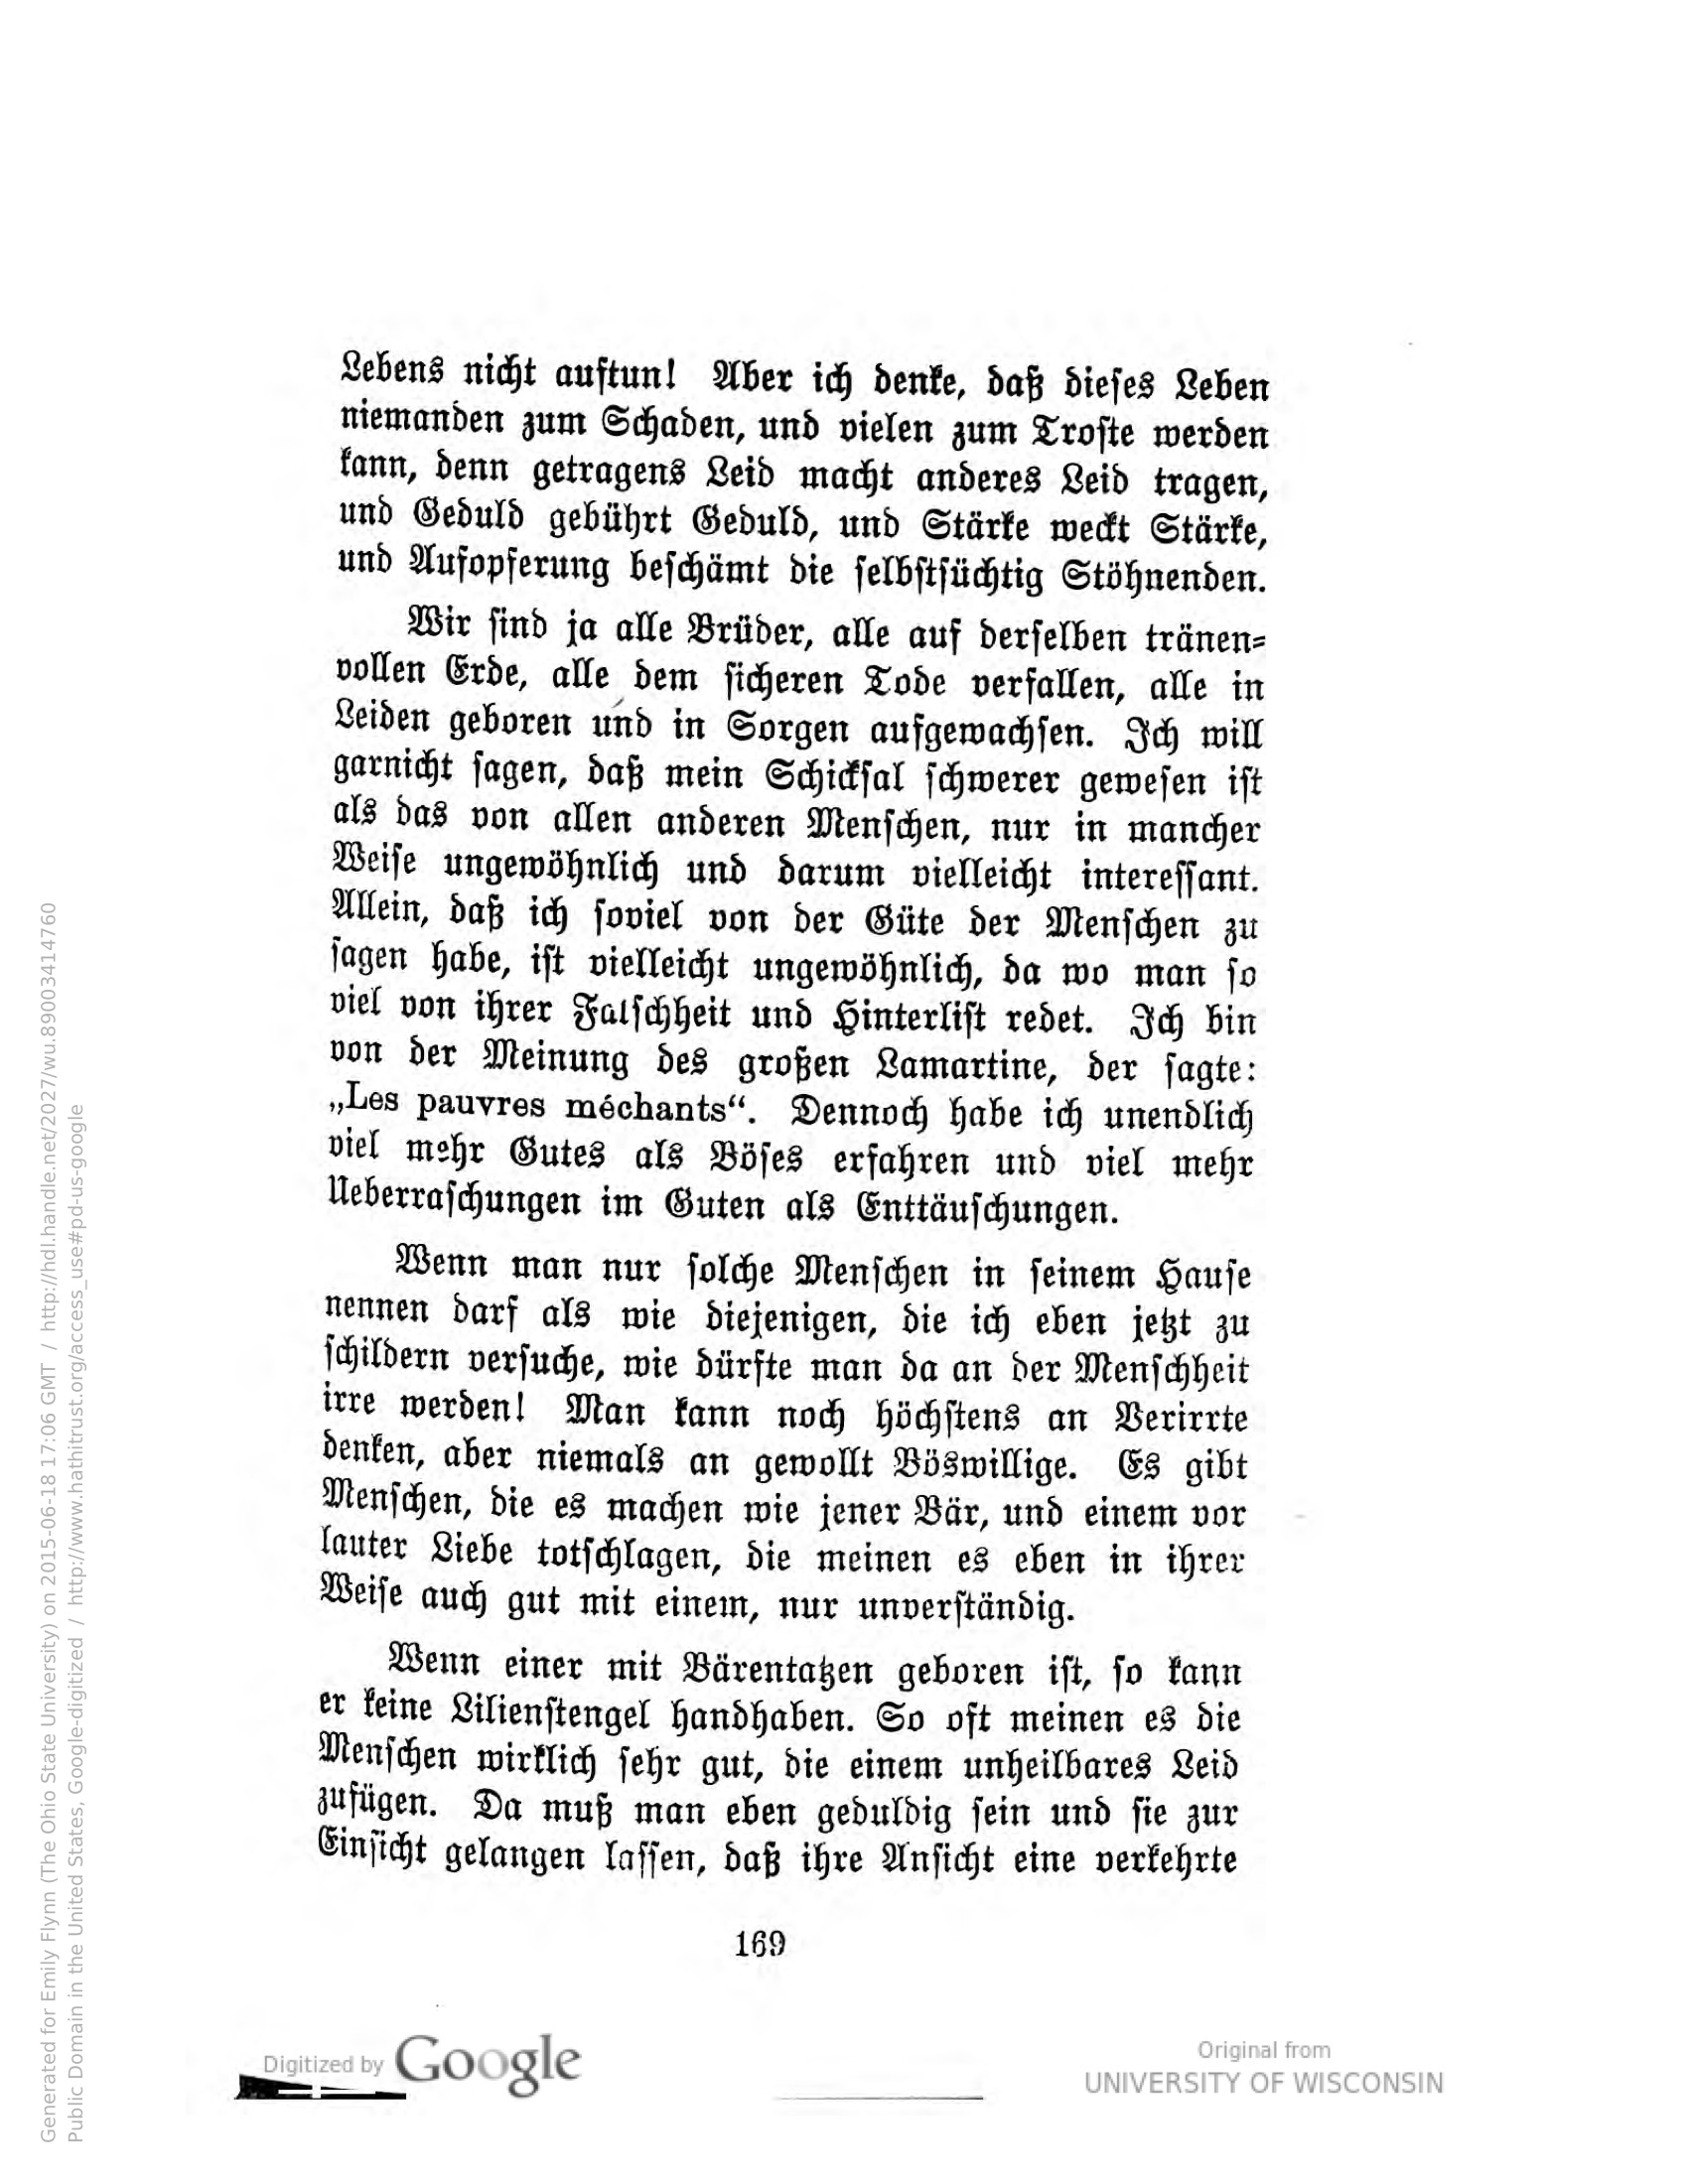 Lebens nicht auftun! Aber ich denke, daß dieses Leben
niemanden zum Schaden, und vielen zum Troste werden
kann, denn getragens Leid macht anderes Leid tragen,
und Geduld gebührt Geduld, und Stärke weckt Stärke,
und Aufopferung beschämt die selbstsüchtig Stöhnenden.
Wir sind ja alle Brüder, alle auf derselben tränen-
vollen Erde, alle dem sicheren Tode verfallen, alle in
Leiden geboren und in Sorgen aufgewachsen. Ich will
garnicht sagen, daß mein Schicksal schwerer gewesen ist
als das von allen anderen Menschen, nur in mancher
Weise ungewöhnlich und darum vielleicht interessant.
Allein, daß ich soviel von der Güte der Menschen zu
sagen habe, ist vielleicht ungewöhnlich, da wo man so
viel von ihrer Falschheit und Hinterlist redet. Ich bin
von der Meinung des großen Lamartine, der sagte:
„Les pauvres méchants“. Dennoch habe ich unendlich
viel mehr Gutes als Böses erfahren und viel mehr
Ueberraschungen im Guten als Enttäuschungen.
Wenn man nur solche Menschen in seinem Hause
nennen darf als wie diejenigen, die ich eben jetzt zu
schildern versuche, wie dürfte man da an der Menschheit
irre werden! Man kann noch höchstens an Verirrte
denken, aber niemals an gewollt Böswillige. Es gibt
Menschen, die es machen wie jener Bär, und einem vor
lauter Liebe totschlagen, die meinen es eben in ihrer
Weise auch gut mit einem, nur unverständig.
Wenn einer mit Bärentatzen geboren ist, so kann
er keine Lilienstengel handhaben. So oft meinen es die
Menschen wirklich sehr gut, die einem unheilbares Leid
zufügen. Da muß man eben geduldig sein und sie zur
Einsicht gelangen lassen, daß ihre Ansicht eine verkehrte
169
Digitized by Google
Original from
UNIVERSITY OF WISCONSIN
Generated for Emily Flynn (The Ohio State University) on 2015-06-18 17:06 GMT / http://hdl.handle.net/2027/wu.89003414760
Public Domain in the United States, Google-digitized / http://www.hathitrust.org/access_use#pd-us-google